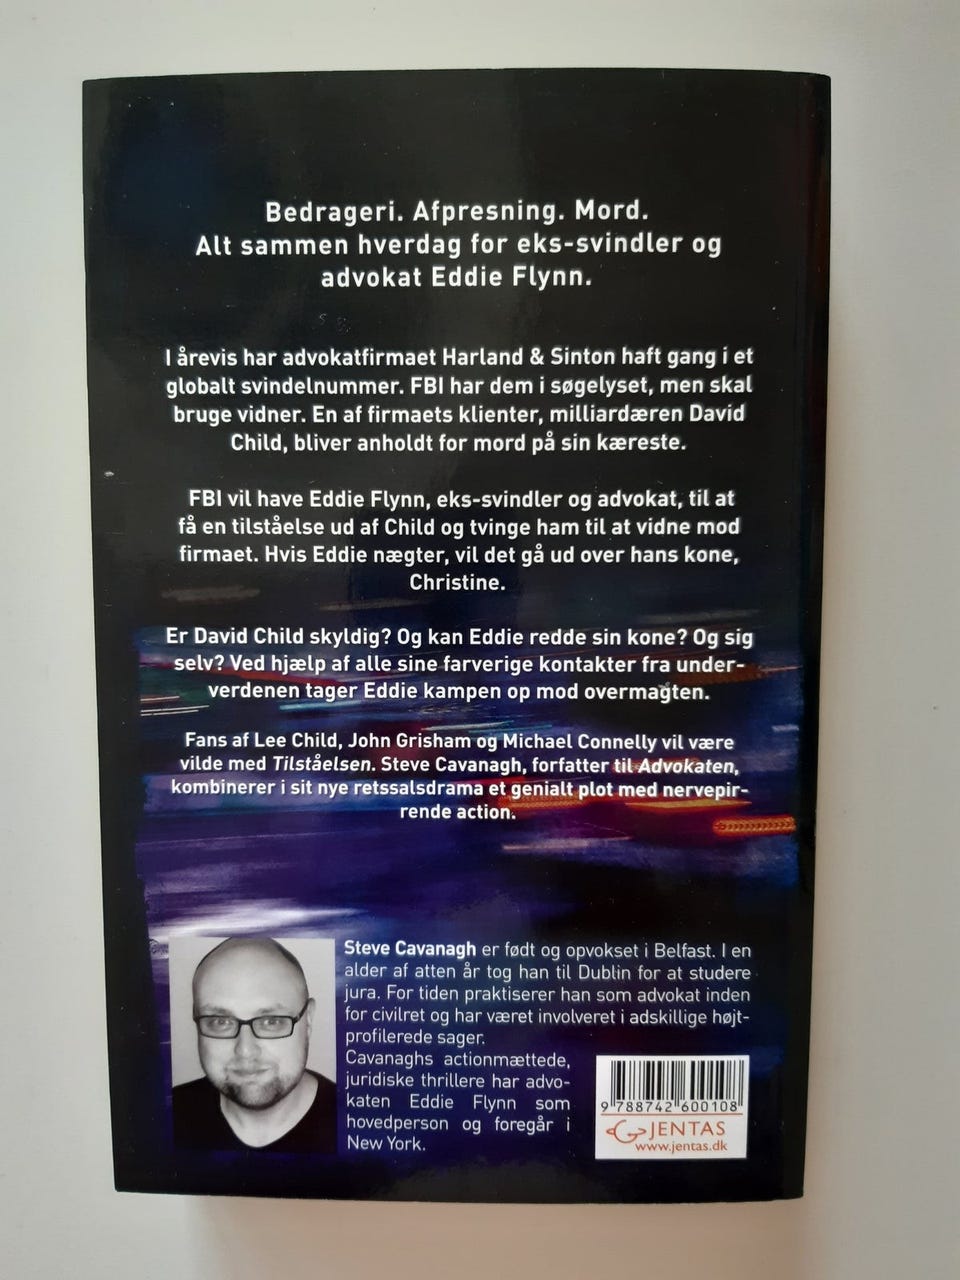 Bedrageri. Afpresning. Mord.
Alt sammen hverdag for eks-svindler og
advokat Eddie Flynn.
I årevis har advokatfirmaet Harland & Sinton haft gang i et
globalt svindelnummer. FBI har dem i søgelyset, men skal
bruge vidner. En af firmaets klienter, milliardæren David
Child, bliver anholdt for mord på sin kæreste.
FBI vil have Eddie Flynn, eks-svindler og advokat, til at
få en tilståelse ud af Child og tvinge ham til at vidne mod
firmaet. Hvis Eddie nægter, vil det gå ud over hans kone,
Christine.
Er David Child skyldig? Og kan Eddie redde sin kone? Og sig
selv? Ved hjælp af alle sine farverige kontakter fra under-
verdenen tager Eddie kampen op mod overmagten.
Fans af Lee Child, John Grisham og Michael Connelly vil være
vilde med Tilståelsen. Steve Cavanagh, forfatter til Advokaten,
kombinerer i sit nye retssalsdrama et genialt plot med nervepir-
rende action.
Steve Cavanagh er født og opvokset i Belfast. I en
alder af atten år tog han til Dublin for at studere
jura. For tiden praktiserer han som advokat inden
for civilret og har været involveret i adskillige højt-
profilerede sager.
Cavanaghs actionmættede,
juridiske thrillere har advo-
katen Eddie Flynn som
hovedperson og foregår i
New York.
9 788742 600108
JENTAS
www.jentas.dk